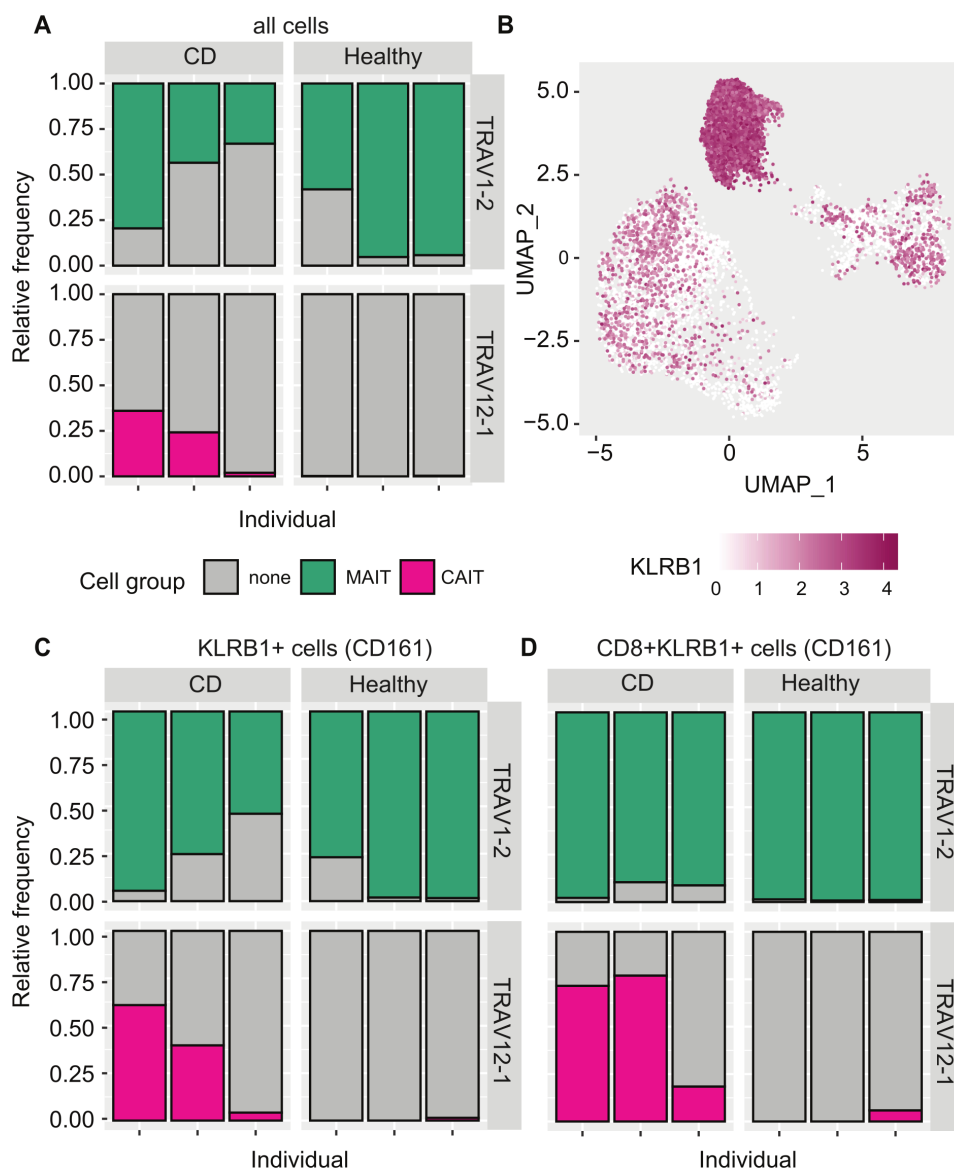 A
all cells
CD
Healthy
Relative frequency
1.00
0.75
0.50
0.25
0.00
TRAV1-2
1.00
0.75
0.50
0.25
0.00
TRAV12-1
Individual
Cell group
none
MAIT
CAIT
B
UMAP_2
5.0
2.5
0
−2.5
−5.0
−5
0
5
UMAP_1
KLRB1
0
1
2
3
4
C
KLRB1+ cells (CD161)
CD
Healthy
Relative frequency
1.00
0.75
0.50
0.25
0.00
TRAV1-2
1.00
0.75
0.50
0.25
0.00
TRAV12-1
Individual
D
CD8+KLRB1+ cells (CD161)
CD
Healthy
TRAV1-2
TRAV12-1
Individual